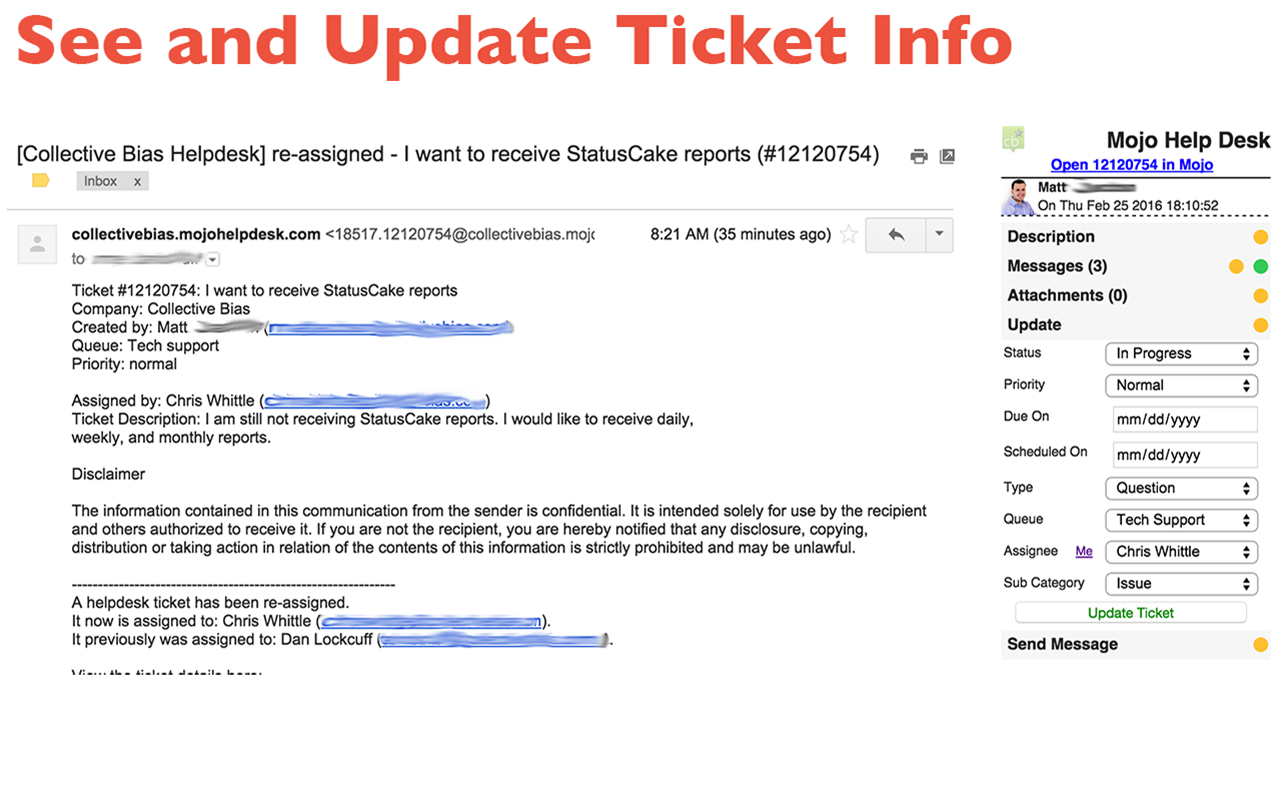 See and Update Ticket Info
[Collective Bias Helpdesk] re-assigned - I want to receive StatusCake reports (#12120754)
Inbox x
collectivebias.mojohelpdesk.com <18517.12120754@collectivebias.mojo
8:21 AM (35 minutes ago)
to
Ticket #12120754: I want to receive StatusCake reports
Company: Collective Bias
Created by: Matt (
Queue: Tech support
Priority: normal
Assigned by: Chris Whittle ( )
Ticket Description: I am still not receiving StatusCake reports. I would like to receive daily,
weekly, and monthly reports.
Disclaimer
The information contained in this communication from the sender is confidential. It is intended solely for use by the recipient
and others authorized to receive it. If you are not the recipient, you are hereby notified that any disclosure, copying,
distribution or taking action in relation of the contents of this information is strictly prohibited and may be unlawful.
--------------------------------------------------------------
A helpdesk ticket has been re-assigned.
It now is assigned to: Chris Whittle ( ).
It previously was assigned to: Dan Lockcuff ( .
View the ticket details here:
cb
Mojo Help Desk
Open 12120754 in Mojo
Matt
On Thu Feb 25 2016 18:10:52
Description
Messages (3)
Attachments (0)
Update
Status In Progress
Priority Normal
Due On mm/dd/yyyy
Scheduled On mm/dd/yyyy
Type Question
Queue Tech Support
Assignee Me Chris Whittle
Sub Category Issue
Update Ticket
Send Message